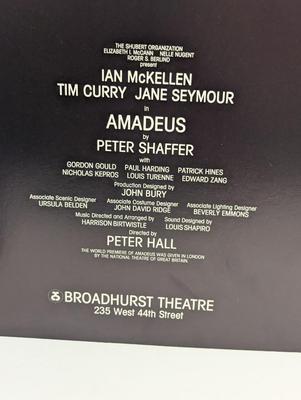 THE SHUBERT ORGANIZATION
ELIZABETH I. McCANN NELLE NUGENT
ROGER S. BERLIND
present
IAN McKELLEN
TIM CURRY JANE SEYMOUR
in
AMADEUS
by
PETER SHAFFER
with
GORDON GOULD PAUL HARDING PATRICK HINES
NICHOLAS KEPROS LOUIS TURENNE EDWARD ZANG
Production Designed by
JOHN BURY
Associate Scenic Designer Associate Costume Designer Associate Lighting Designer
URSULA BELDEN JOHN DAVID RIDGE BEVERLY EMMONS
Music Directed and Arranged by Sound Designed by
HARRISON BIRTWISTLE LOUIS SHAPIRO
Directed by
PETER HALL
THE WORLD PREMIERE OF AMADEUS WAS GIVEN IN LONDON
BY THE NATIONAL THEATRE OF GREAT BRITAIN.
BROADHURST THEATRE
235 West 44th Street